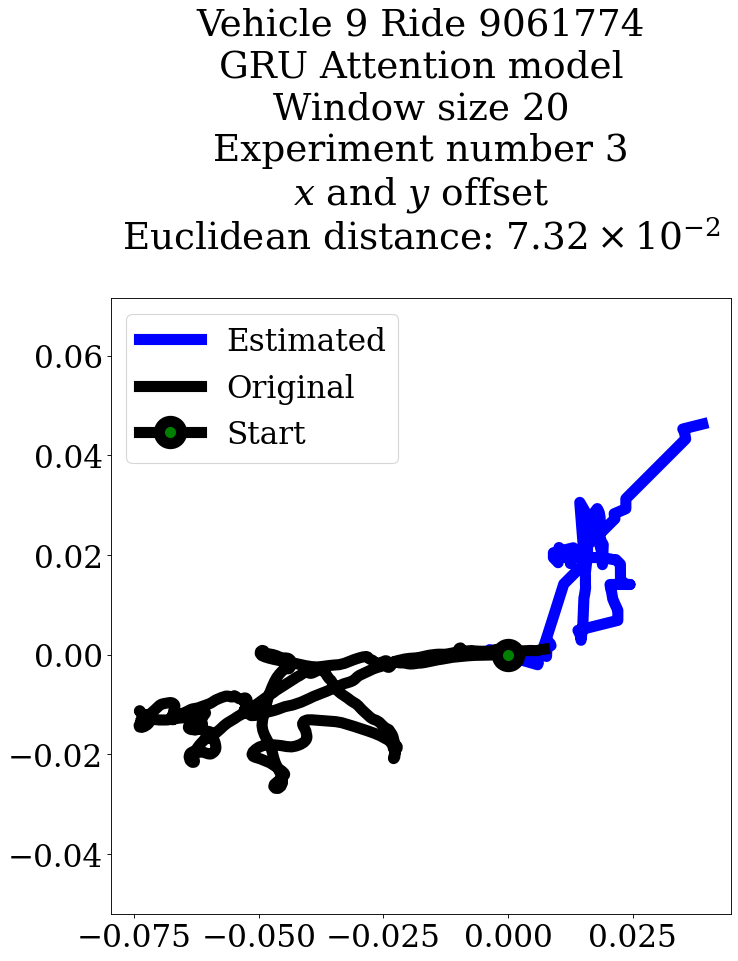 Vehicle 9 Ride 9061774
GRU Attention model
Window size 20
Experiment number 3
x and y offset
Euclidean distance: 7.32 × 10⁻²
Estimated
Original
Start
0.06
0.04
0.02
0.00
−0.02
−0.04
−0.075 −0.050 −0.025 0.000 0.025